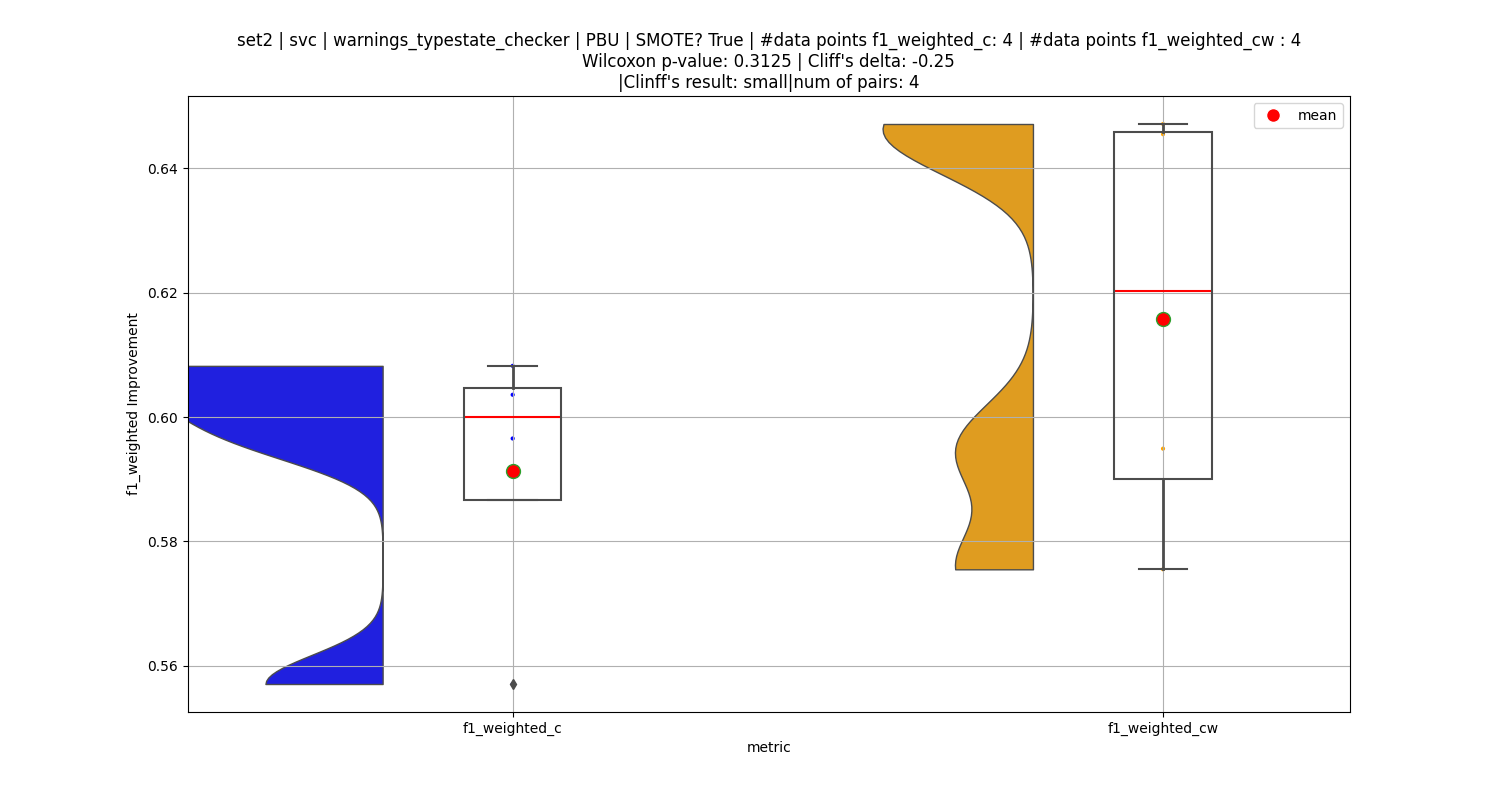 set2 | svc | warnings_typestate_checker | PBU | SMOTE? True | #data points f1_weighted_c: 4 | #data points f1_weighted_cw : 4
Wilcoxon p-value: 0.3125 | Cliff's delta: -0.25
|Clinff's result: small|num of pairs: 4
mean
0.64
0.62
0.60
0.58
0.56
f1_weighted Improvement
f1_weighted_c
f1_weighted_cw
metric